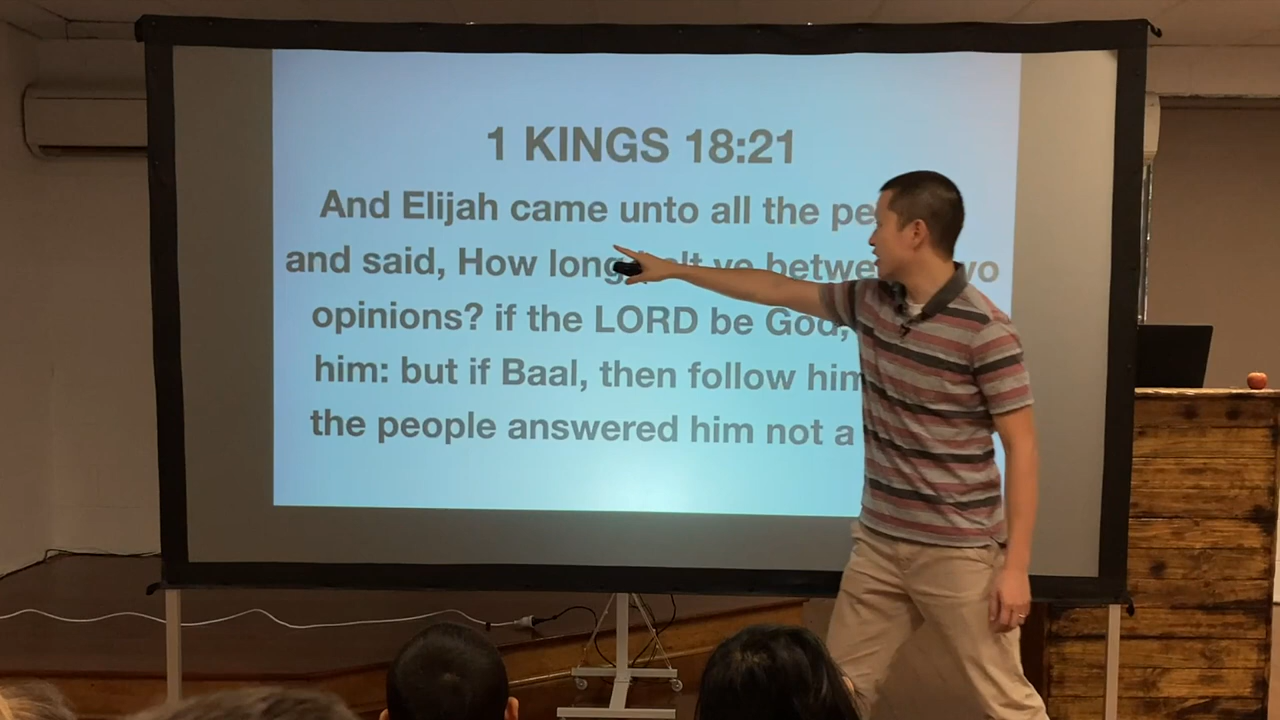 1 KINGS 18:21
And Elijah came unto all the
and said, How long
opinions? if the LORD be God,
him: but if Baal, then follow him
the people answered him not a